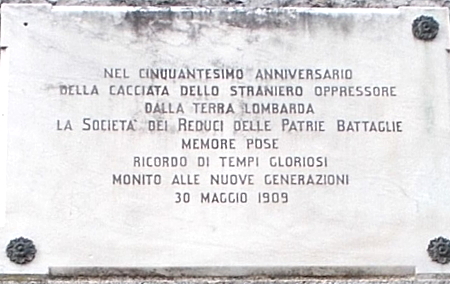 NEL CINQUANTESIMO ANNIVERSARIO
DELLA CACCIATA DELLO STRANIERO OPPRESSORE
DALLA TERRA LOMBARDA
LA SOCIETA' DEI REDUCI DELLE PATRIE BATTAGLIE
MEMORE POSE
RICORDO DI TEMPI GLORIOSI
MONITO ALLE NUOVE GENERAZIONI
30 MAGGIO 1909